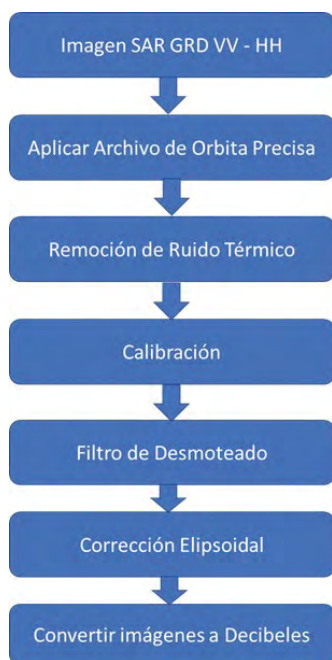 Imagen SAR GRD VV - HH
Aplicar Archivo de Orbita Precisa
Remoción de Ruido Térmico
Calibración
Filtro de Desmoteado
Corrección Elipsoidal
Convertir imágenes a Decibeles